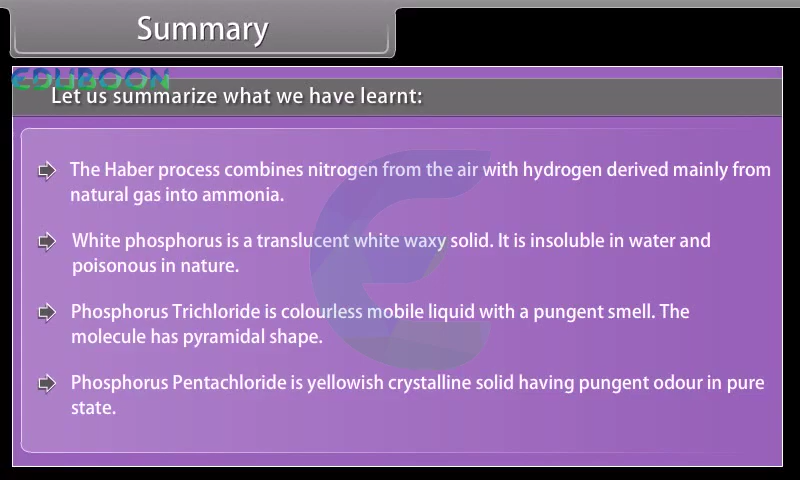 Summary
EDUBOON
Let us summarize what we have learnt:
The Haber process combines nitrogen from the air with hydrogen derived mainly from
natural gas into ammonia.
White phosphorus is a translucent white waxy solid. It is insoluble in water and
poisonous in nature.
Phosphorus Trichloride is colourless mobile liquid with a pungent smell. The
molecule has pyramidal shape.
Phosphorus Pentachloride is yellowish crystalline solid having pungent odour in pure
state.